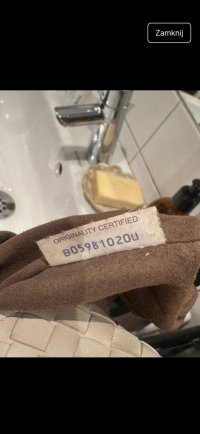 Zamknij
ORIGINALITY CERTIFIED
B05981020U